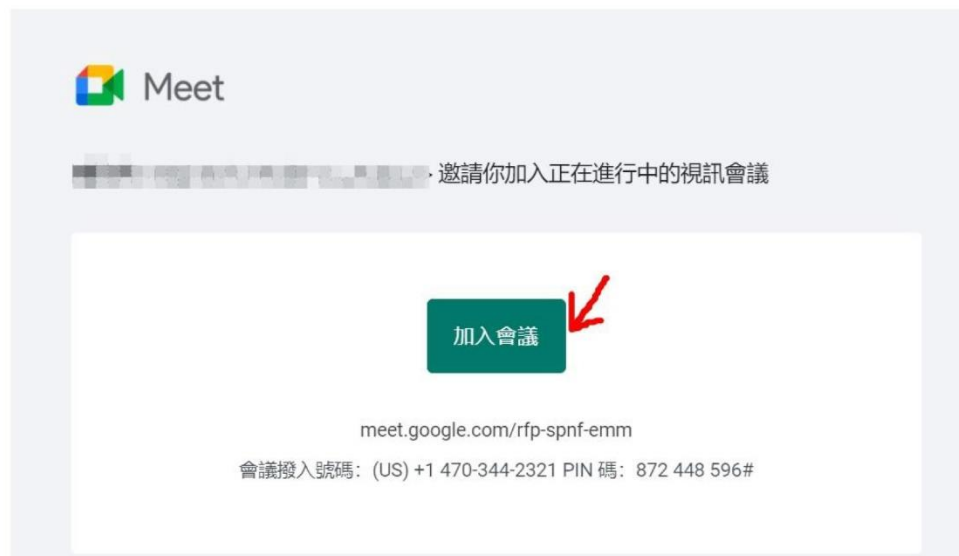 Meet
邀請你加入正在進行中的視訊會議
加入會議
meet.google.com/rfp-spnf-emm
會議撥入號碼：(US) +1 470-344-2321 PIN 碼：872 448 596#